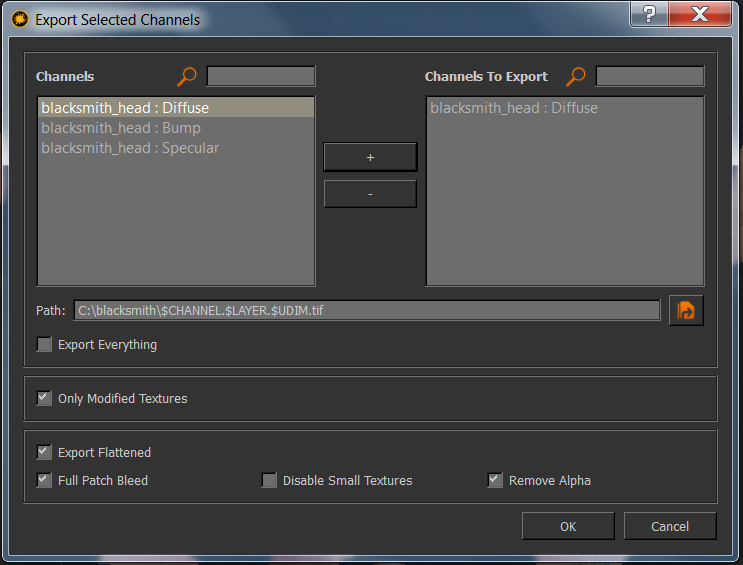 Export Selected Channels
?
Channels
Channels To Export
blacksmith_head : Diffuse
blacksmith_head : Bump
blacksmith_head : Specular
+
-
blacksmith_head : Diffuse
Path: C:\blacksmith\$CHANNEL.$LAYER.$UDIM.tif
Export Everything
Only Modified Textures
Export Flattened
Full Patch Bleed
Disable Small Textures
Remove Alpha
OK
Cancel